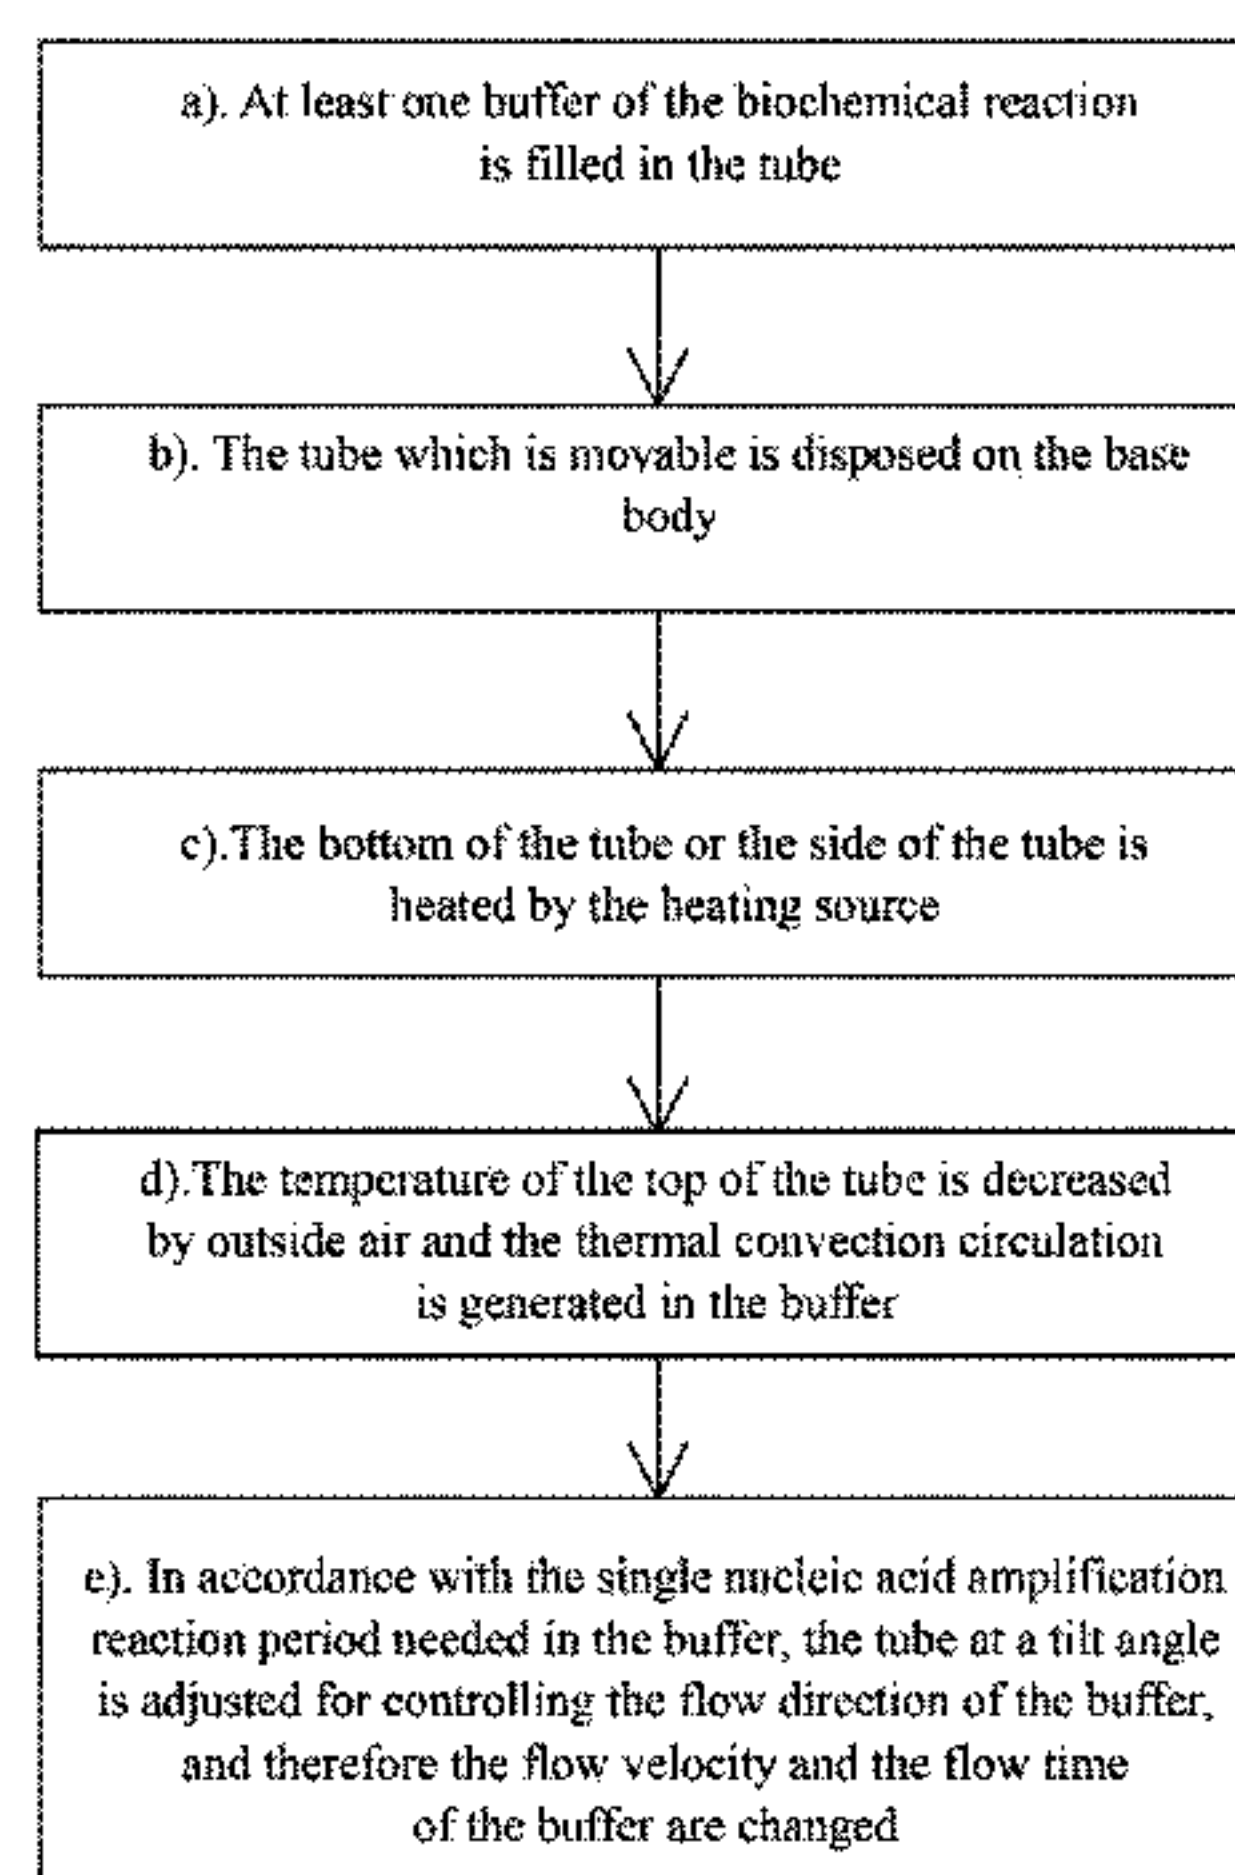 a). At least one buffer of the biochemical reaction
is filled in the tube
b). The tube which is movable is disposed on the base
body
c).The bottom of the tube or the side of the tube is
heated by the heating source
d).The temperature of the top of the tube is decreased
by outside air and the thermal convection circulation
is generated in the buffer
e). In accordance with the single nucleic acid amplification
reaction period needed in the buffer, the tube at a tilt angle
is adjusted for controlling the flow direction of the buffer,
and therefore the flow velocity and the flow time
of the buffer are changed